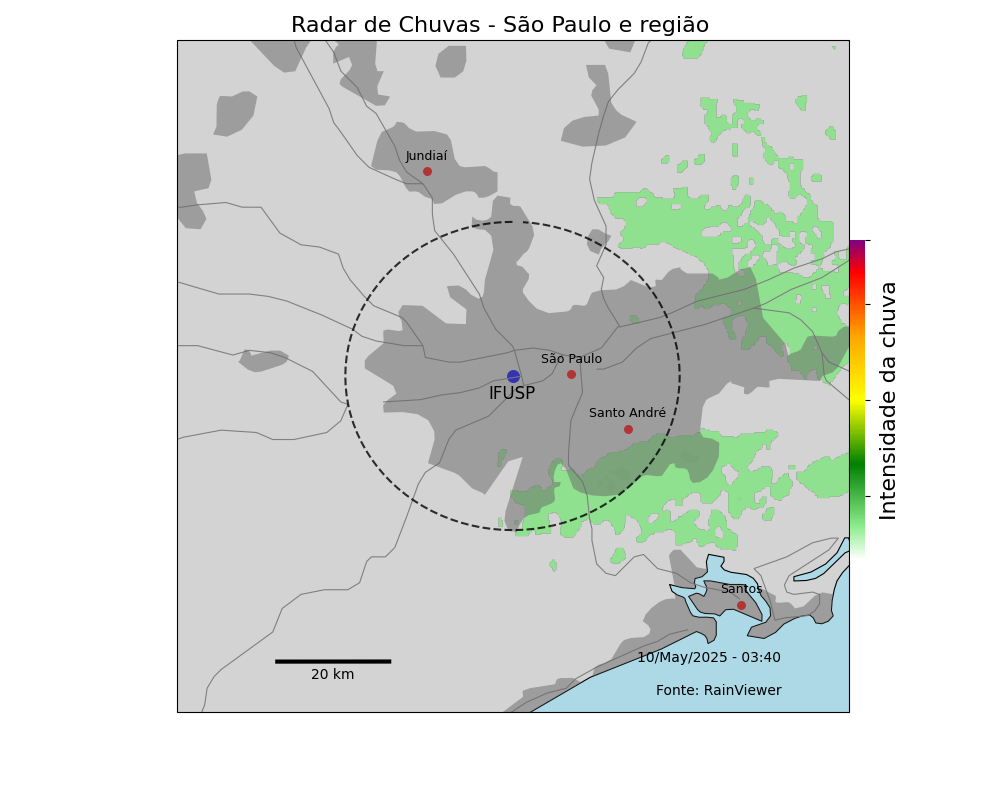 Radar de Chuvas - São Paulo e região
Jundiaí
São Paulo
IFUSP
Santo André
Santos
10/May/2025 - 03:40
20 km
Fonte: RainViewer
Intensidade da chuva